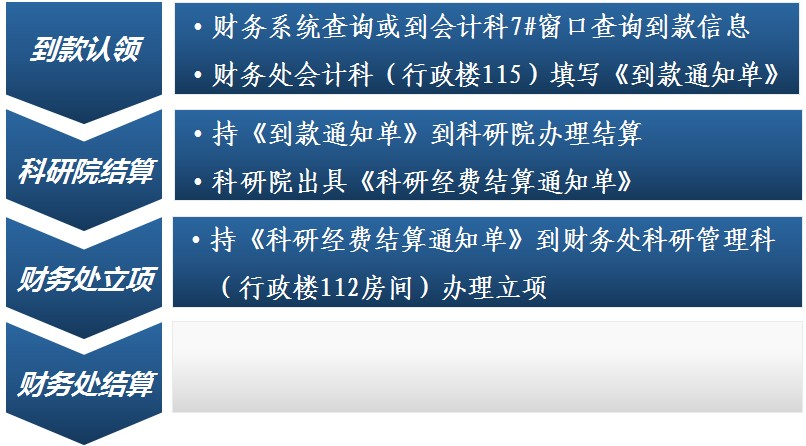 到款认领
• 财务系统查询或到会计科7#窗口查询到款信息
• 财务处会计科（行政楼115）填写《到款通知单》
科研院结算
• 持《到款通知单》到科研院办理结算
• 科研院出具《科研经费结算通知单》
财务处立项
• 持《科研经费结算通知单》到财务处科研管理科
（行政楼112房间）办理立项
财务处结算